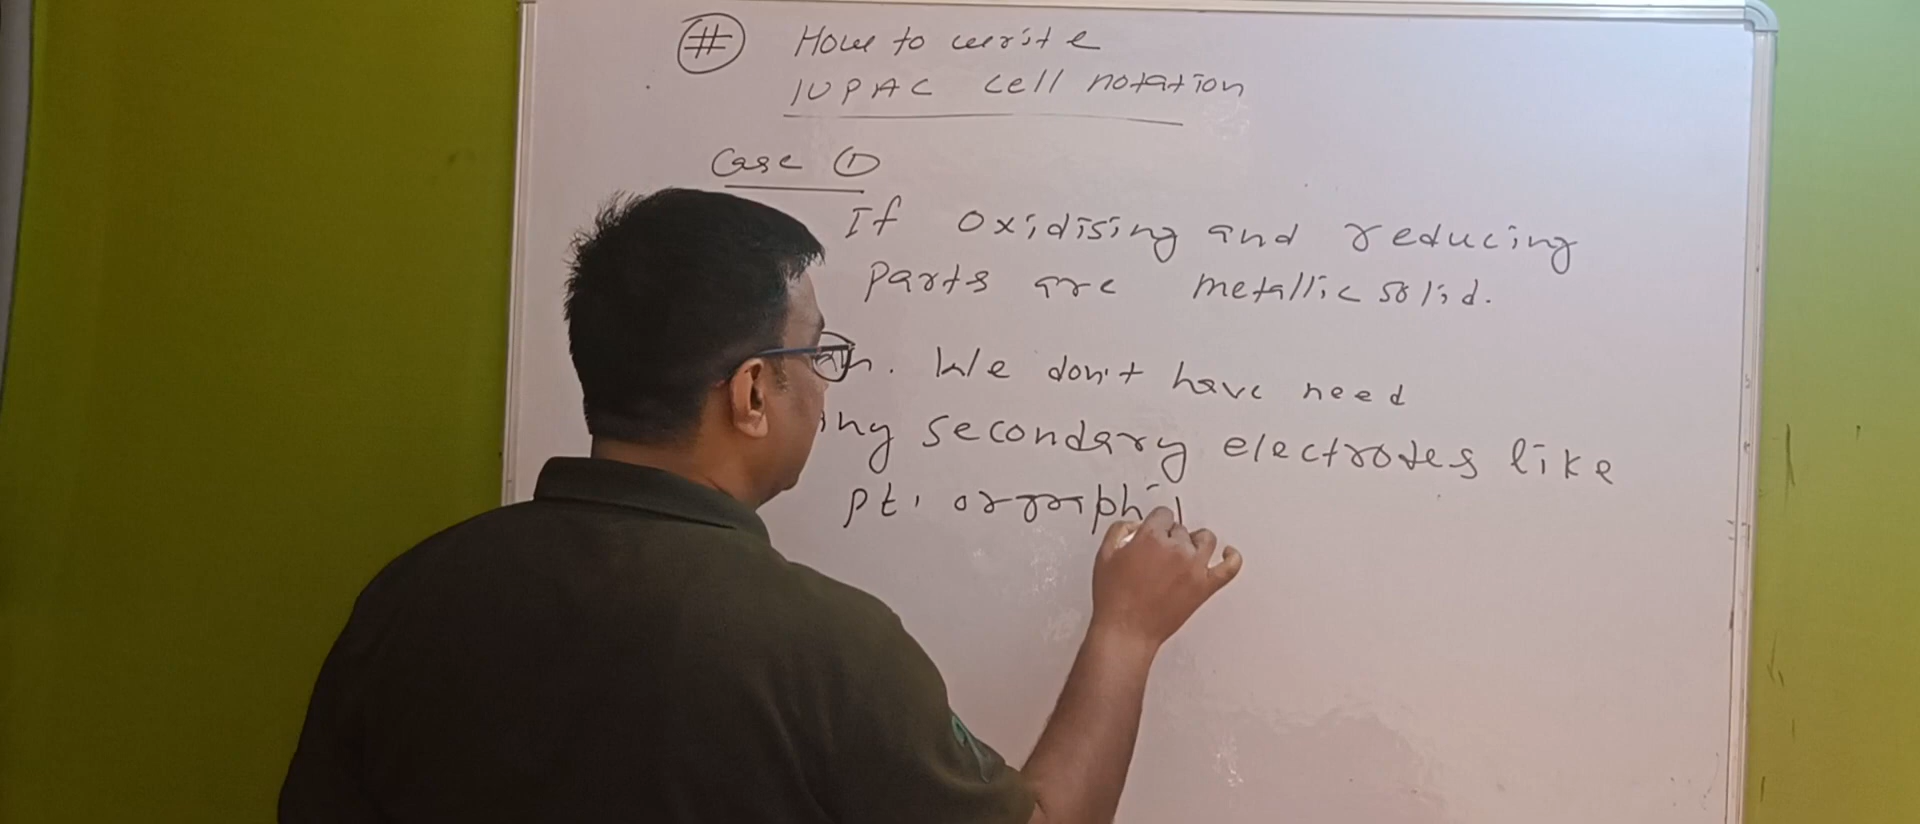 # How to write
IUPAC cell notation
Case ①
If oxidising and reducing
parts are metallic solid.
We don't have need
secondary electrodes like
pt, or